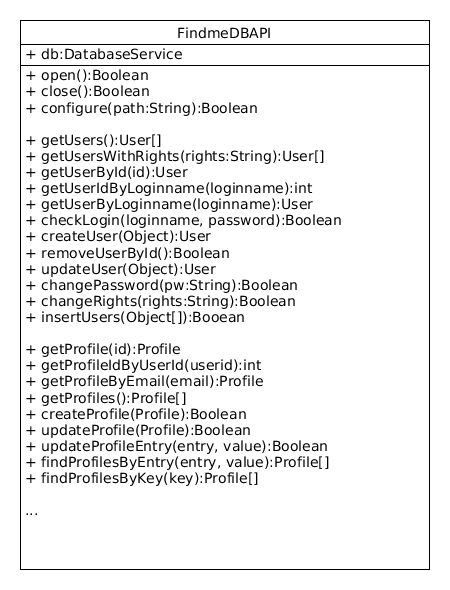 FindmeDBAPI
+ db:DatabaseService
+ open():Boolean
+ close():Boolean
+ configure(path:String):Boolean
+ getUsers():User[]
+ getUsersWithRights(rights:String):User[]
+ getUserById(id):User
+ getUserIdByLoginname(loginname):int
+ getUserByLoginname(loginname):User
+ checkLogin(loginname, password):Boolean
+ createUser(Object):User
+ removeUserById():Boolean
+ updateUser(Object):User
+ changePassword(pw:String):Boolean
+ changeRights(rights:String):Boolean
+ insertUsers(Object[]):Booean
+ getProfile(id):Profile
+ getProfileIdByUserId(userid):int
+ getProfileByEmail(email):Profile
+ getProfiles():Profile[]
+ createProfile(Profile):Boolean
+ updateProfile(Profile):Boolean
+ updateProfileEntry(entry, value):Boolean
+ findProfilesByEntry(entry, value):Profile[]
+ findProfilesByKey(key):Profile[]
...